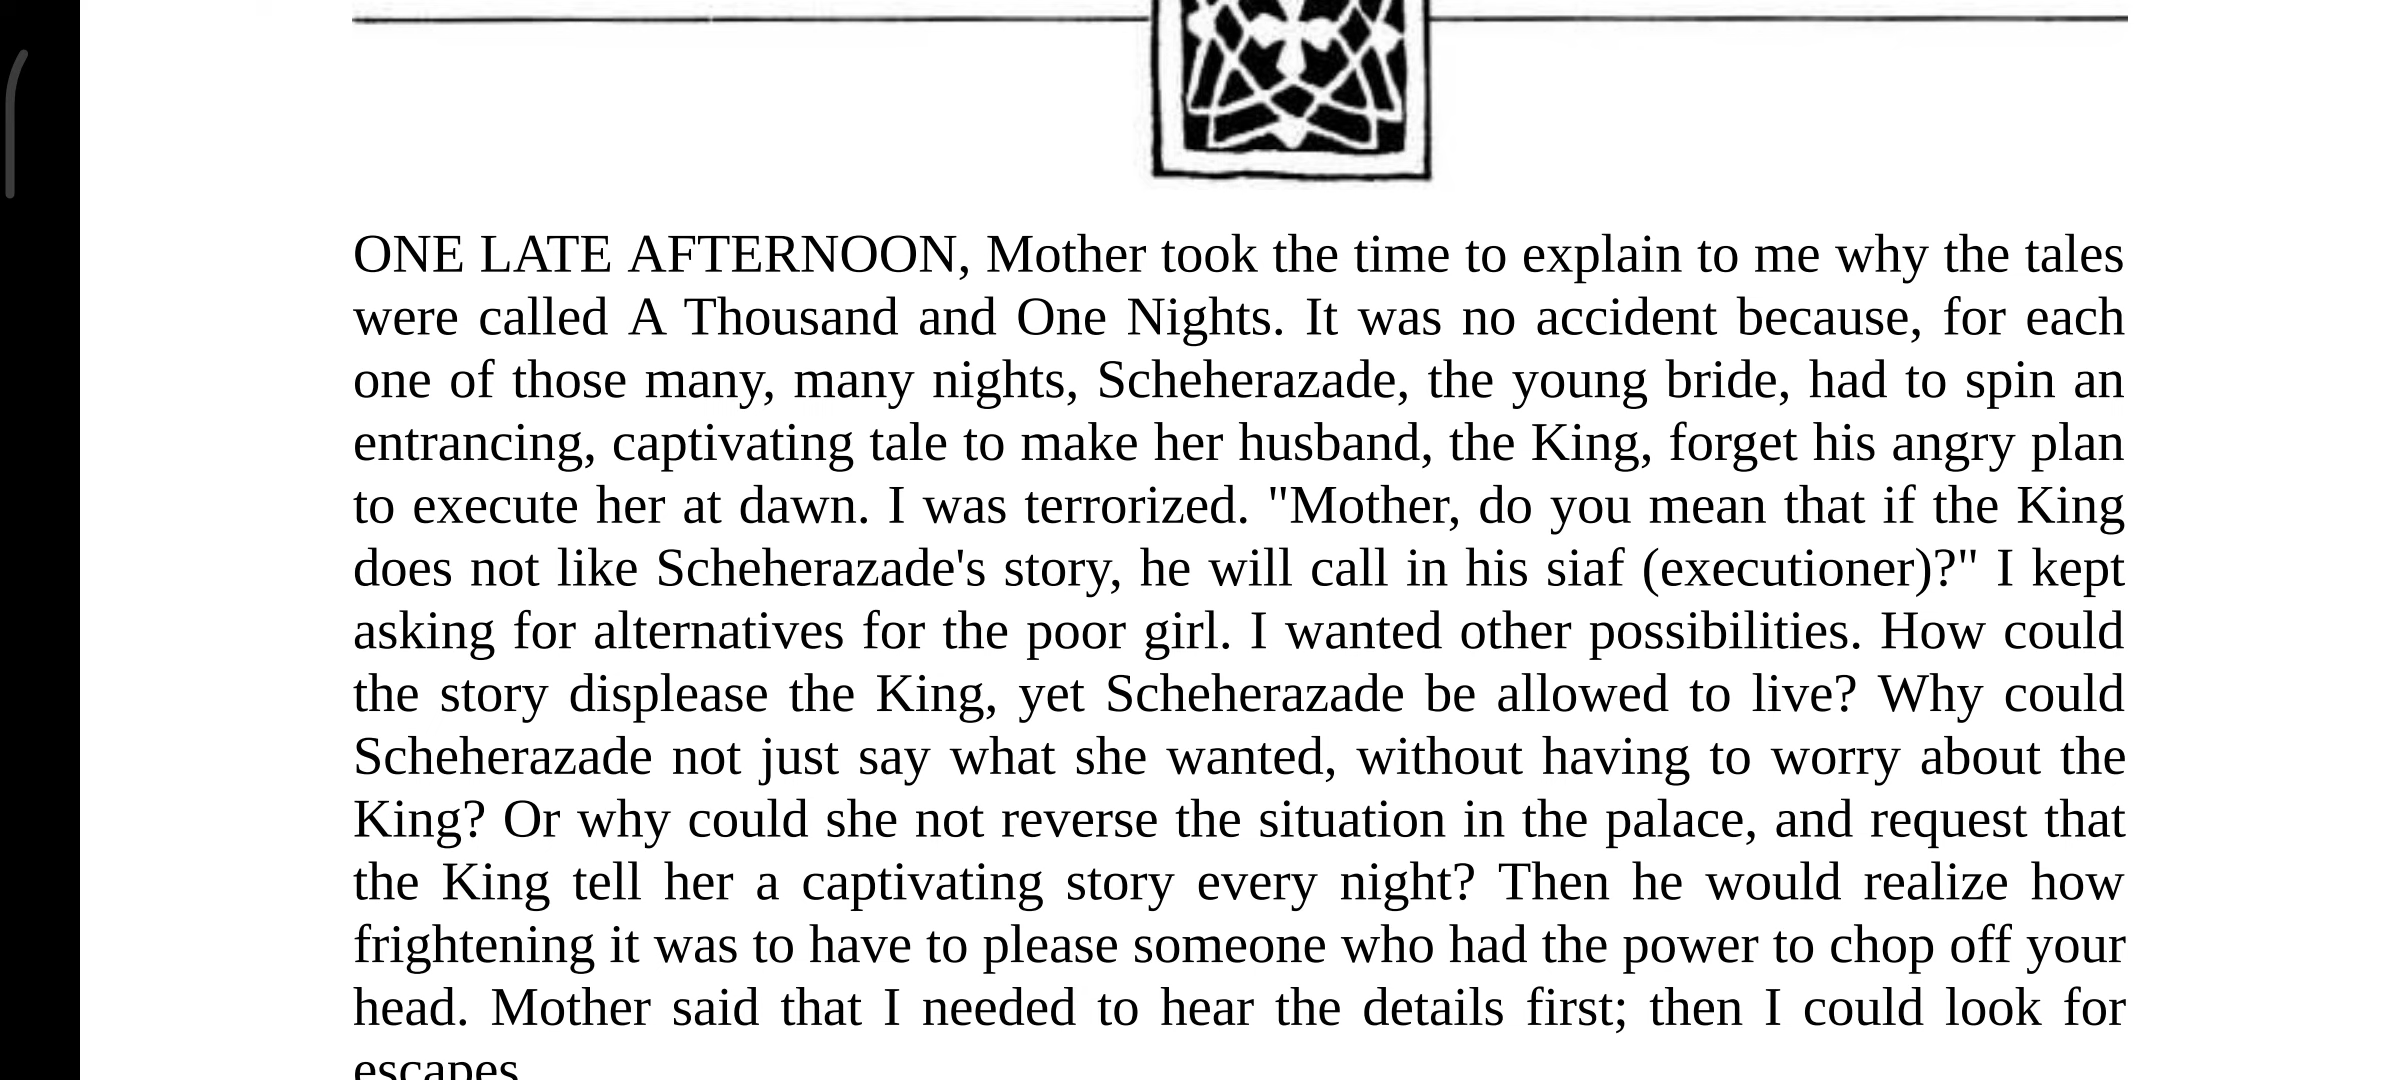 ONE LATE AFTERNOON, Mother took the time to explain to me why the tales
were called A Thousand and One Nights. It was no accident because, for each
one of those many, many nights, Scheherazade, the young bride, had to spin an
entrancing, captivating tale to make her husband, the King, forget his angry plan
to execute her at dawn. I was terrorized. "Mother, do you mean that if the King
does not like Scheherazade's story, he will call in his siaf (executioner)?" I kept
asking for alternatives for the poor girl. I wanted other possibilities. How could
the story displease the King, yet Scheherazade be allowed to live? Why could
Scheherazade not just say what she wanted, without having to worry about the
King? Or why could she not reverse the situation in the palace, and request that
the King tell her a captivating story every night? Then he would realize how
frightening it was to have to please someone who had the power to chop off your
head. Mother said that I needed to hear the details first; then I could look for
escapes.